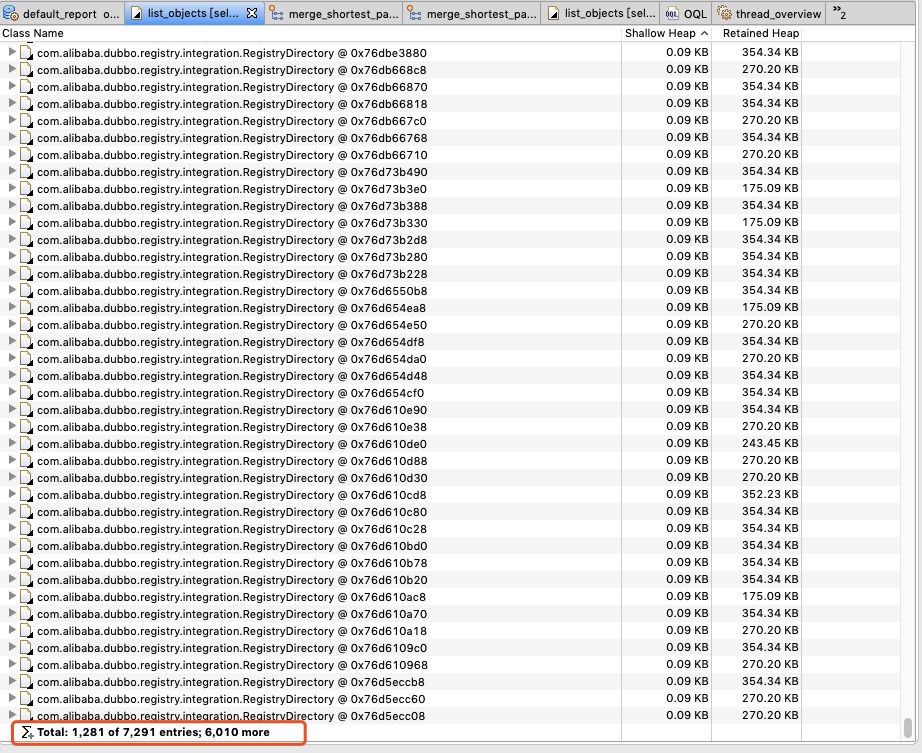 default_report o... list_objects [sel... merge_shortest_pa... merge_shortest_pa... list_objects [sel... OQL thread_overview »2
Class Name Shallow Heap Retained Heap
com.alibaba.dubbo.registry.integration.RegistryDirectory @ 0x76dbe3880 0.09 KB 354.34 KB
com.alibaba.dubbo.registry.integration.RegistryDirectory @ 0x76db668c8 0.09 KB 270.20 KB
com.alibaba.dubbo.registry.integration.RegistryDirectory @ 0x76db66870 0.09 KB 354.34 KB
com.alibaba.dubbo.registry.integration.RegistryDirectory @ 0x76db66818 0.09 KB 354.34 KB
com.alibaba.dubbo.registry.integration.RegistryDirectory @ 0x76db667c0 0.09 KB 270.20 KB
com.alibaba.dubbo.registry.integration.RegistryDirectory @ 0x76db66768 0.09 KB 354.34 KB
com.alibaba.dubbo.registry.integration.RegistryDirectory @ 0x76db66710 0.09 KB 270.20 KB
com.alibaba.dubbo.registry.integration.RegistryDirectory @ 0x76d73b490 0.09 KB 354.34 KB
com.alibaba.dubbo.registry.integration.RegistryDirectory @ 0x76d73b3e0 0.09 KB 175.09 KB
com.alibaba.dubbo.registry.integration.RegistryDirectory @ 0x76d73b388 0.09 KB 354.34 KB
com.alibaba.dubbo.registry.integration.RegistryDirectory @ 0x76d73b330 0.09 KB 175.09 KB
com.alibaba.dubbo.registry.integration.RegistryDirectory @ 0x76d73b2d8 0.09 KB 354.34 KB
com.alibaba.dubbo.registry.integration.RegistryDirectory @ 0x76d73b280 0.09 KB 354.34 KB
com.alibaba.dubbo.registry.integration.RegistryDirectory @ 0x76d73b228 0.09 KB 354.34 KB
com.alibaba.dubbo.registry.integration.RegistryDirectory @ 0x76d6550b8 0.09 KB 354.34 KB
com.alibaba.dubbo.registry.integration.RegistryDirectory @ 0x76d654ea8 0.09 KB 175.09 KB
com.alibaba.dubbo.registry.integration.RegistryDirectory @ 0x76d654e50 0.09 KB 270.20 KB
com.alibaba.dubbo.registry.integration.RegistryDirectory @ 0x76d654df8 0.09 KB 354.34 KB
com.alibaba.dubbo.registry.integration.RegistryDirectory @ 0x76d654da0 0.09 KB 270.20 KB
com.alibaba.dubbo.registry.integration.RegistryDirectory @ 0x76d654d48 0.09 KB 354.34 KB
com.alibaba.dubbo.registry.integration.RegistryDirectory @ 0x76d654cf0 0.09 KB 354.34 KB
com.alibaba.dubbo.registry.integration.RegistryDirectory @ 0x76d610e90 0.09 KB 354.34 KB
com.alibaba.dubbo.registry.integration.RegistryDirectory @ 0x76d610e38 0.09 KB 270.20 KB
com.alibaba.dubbo.registry.integration.RegistryDirectory @ 0x76d610de0 0.09 KB 243.45 KB
com.alibaba.dubbo.registry.integration.RegistryDirectory @ 0x76d610d88 0.09 KB 270.20 KB
com.alibaba.dubbo.registry.integration.RegistryDirectory @ 0x76d610d30 0.09 KB 270.20 KB
com.alibaba.dubbo.registry.integration.RegistryDirectory @ 0x76d610cd8 0.09 KB 352.23 KB
com.alibaba.dubbo.registry.integration.RegistryDirectory @ 0x76d610c80 0.09 KB 354.34 KB
com.alibaba.dubbo.registry.integration.RegistryDirectory @ 0x76d610c28 0.09 KB 354.34 KB
com.alibaba.dubbo.registry.integration.RegistryDirectory @ 0x76d610bd0 0.09 KB 354.34 KB
com.alibaba.dubbo.registry.integration.RegistryDirectory @ 0x76d610b78 0.09 KB 354.34 KB
com.alibaba.dubbo.registry.integration.RegistryDirectory @ 0x76d610b20 0.09 KB 354.34 KB
com.alibaba.dubbo.registry.integration.RegistryDirectory @ 0x76d610ac8 0.09 KB 175.09 KB
com.alibaba.dubbo.registry.integration.RegistryDirectory @ 0x76d610a70 0.09 KB 354.34 KB
com.alibaba.dubbo.registry.integration.RegistryDirectory @ 0x76d610a18 0.09 KB 270.20 KB
com.alibaba.dubbo.registry.integration.RegistryDirectory @ 0x76d6109c0 0.09 KB 354.34 KB
com.alibaba.dubbo.registry.integration.RegistryDirectory @ 0x76d610968 0.09 KB 270.20 KB
com.alibaba.dubbo.registry.integration.RegistryDirectory @ 0x76d5eccb8 0.09 KB 354.34 KB
com.alibaba.dubbo.registry.integration.RegistryDirectory @ 0x76d5ecc60 0.09 KB 270.20 KB
com.alibaba.dubbo.registry.integration.RegistryDirectory @ 0x76d5ecc08 0.09 KB 270.20 KB
Total: 1,281 of 7,291 entries; 6,010 more